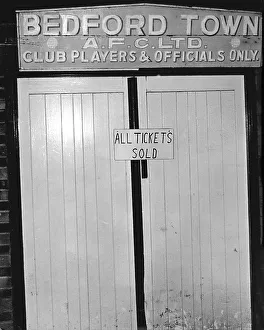 BEDFORD TOWN
A.F.C. LTD.
CLUB PLAYERS & OFFICIALS ONLY.
ALL TICKETS
SOLD